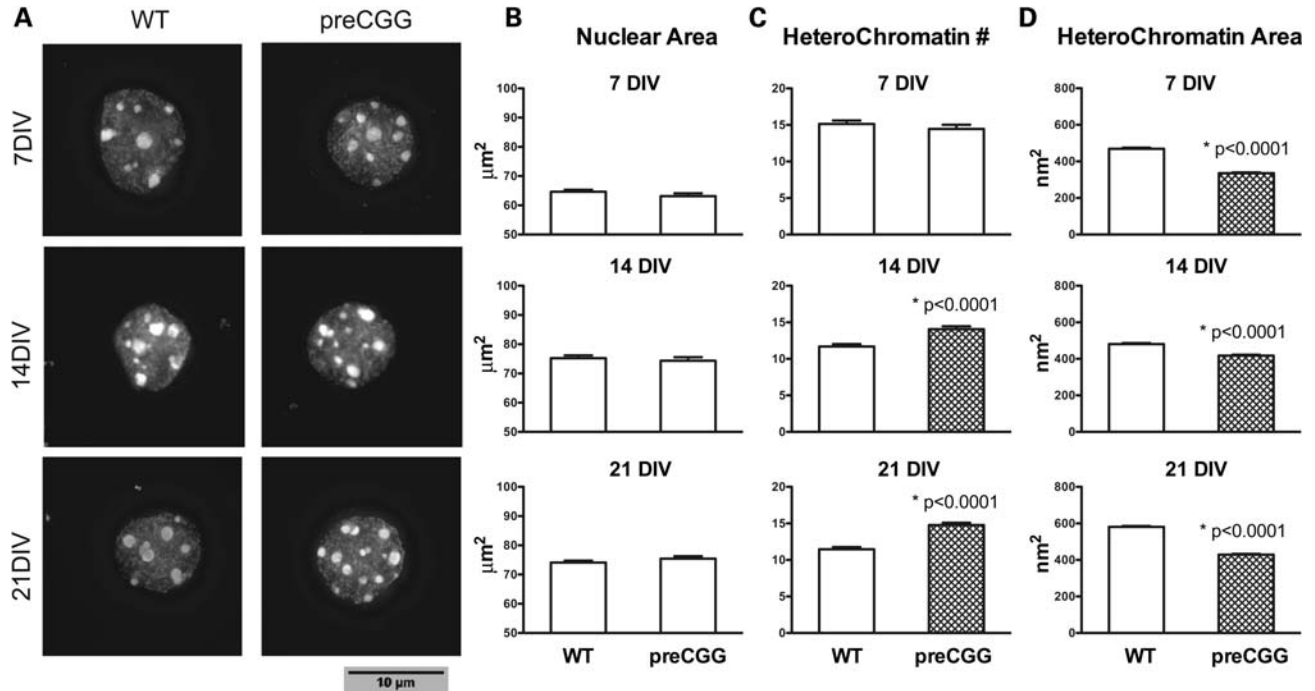 A
WT
preCGG
7DIV
14DIV
21DIV
10 µm
B
Nuclear Area
7 DIV
100
90
80
70
60
50
µm²
14 DIV
100
90
80
70
60
50
µm²
21 DIV
100
90
80
70
60
50
µm²
WT
preCGG
C
HeteroChromatin #
7 DIV
20
15
10
5
0
14 DIV
20
15
10
5
0
* p<0.0001
21 DIV
20
15
10
5
0
* p<0.0001
WT
preCGG
D
HeteroChromatin Area
7 DIV
800
600
400
200
0
nm²
* p<0.0001
14 DIV
800
600
400
200
0
nm²
* p<0.0001
21 DIV
800
600
400
200
0
nm²
* p<0.0001
WT
preCGG